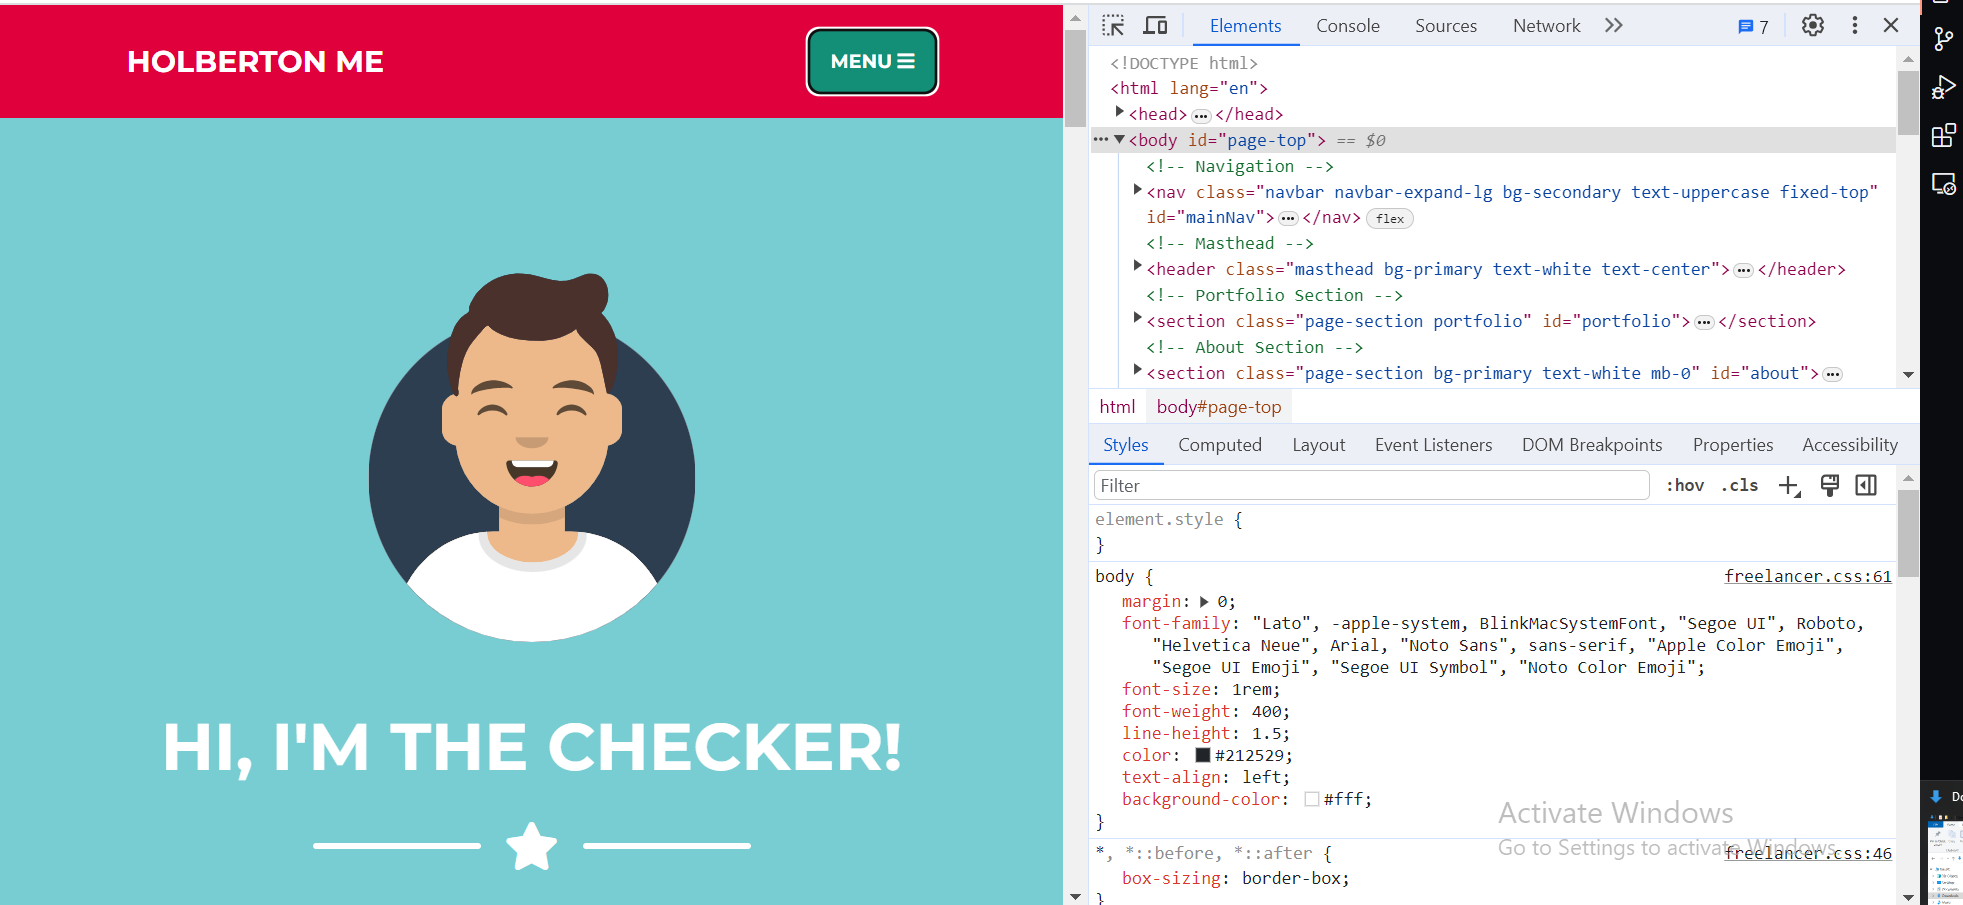 HOLBERTON ME
MENU
HI, I'M THE CHECKER!
Elements Console Sources Network 7
<!DOCTYPE html>
<html lang="en">
<head> ••• </head>
••• <body id="page-top"> == $0
<!-- Navigation -->
<nav class="navbar navbar-expand-lg bg-secondary text-uppercase fixed-top"
id="mainNav"> ••• </nav> flex
<!-- Masthead -->
<header class="masthead bg-primary text-white text-center"> ••• </header>
<!-- Portfolio Section -->
<section class="page-section portfolio" id="portfolio"> ••• </section>
<!-- About Section -->
<section class="page-section bg-primary text-white mb-0" id="about"> •••
html body#page-top
Styles Computed Layout Event Listeners DOM Breakpoints Properties Accessibility
Filter :hov .cls
element.style {
}
body { freelancer.css:61
margin: 0;
font-family: "Lato", -apple-system, BlinkMacSystemFont, "Segoe UI", Roboto,
"Helvetica Neue", Arial, "Noto Sans", sans-serif, "Apple Color Emoji",
"Segoe UI Emoji", "Segoe UI Symbol", "Noto Color Emoji";
font-size: 1rem;
font-weight: 400;
line-height: 1.5;
color: #212529;
text-align: left;
background-color: #fff;
}
Activate Windows
Go to Settings to activate Windows.
*, *::before, *::after { freelancer.css:46
box-sizing: border-box;
}